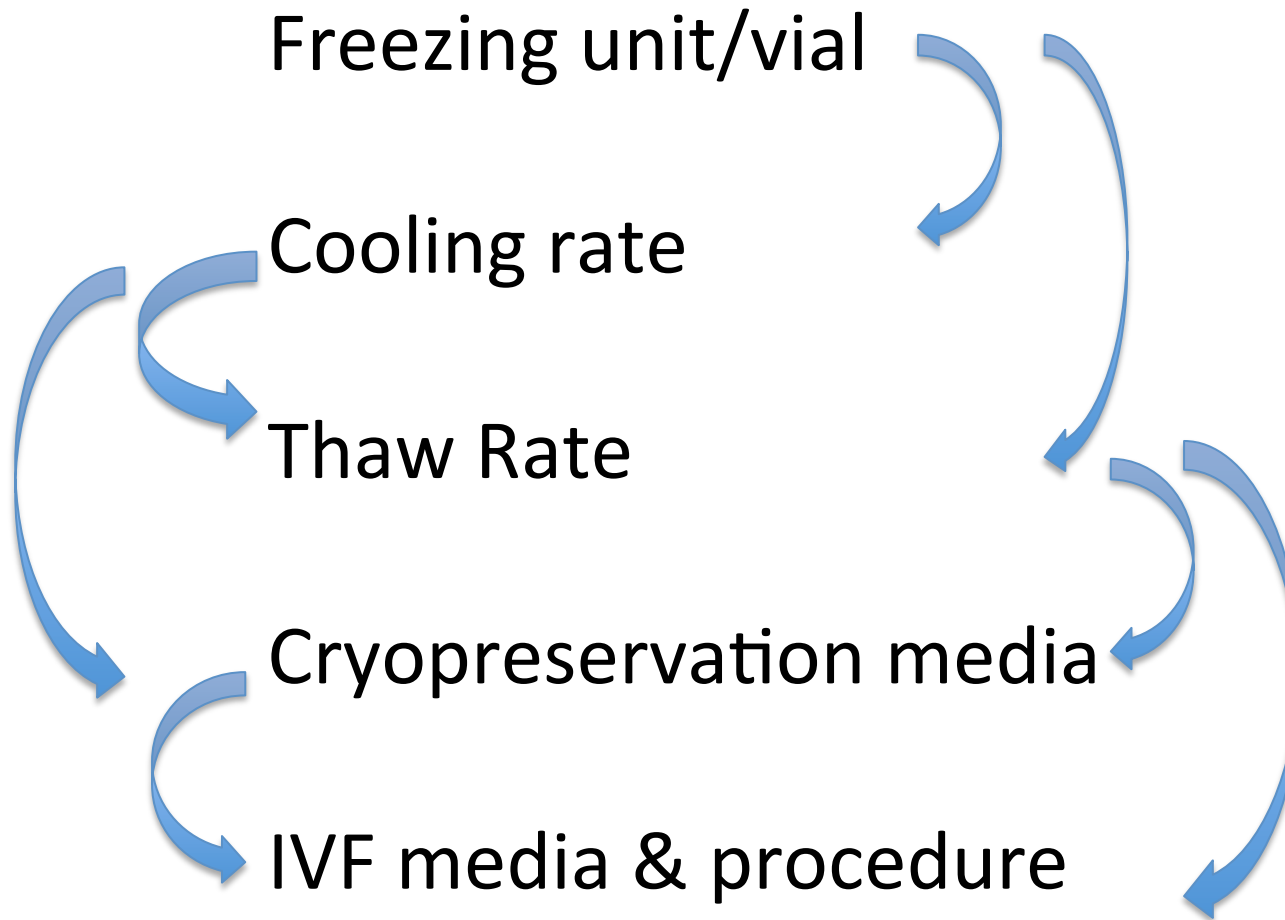 Freezing unit/vial
Cooling rate
Thaw Rate
Cryopreservation media
IVF media & procedure